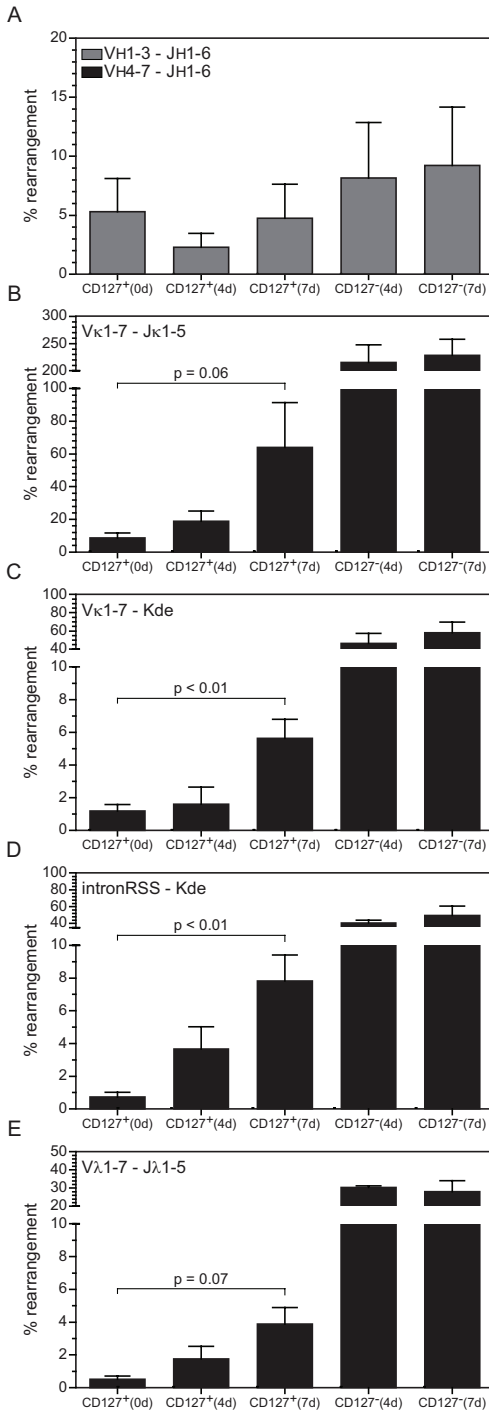 A
20
15
10
5
0
% rearrangement
VH1-3 - JH1-6
VH4-7 - JH1-6
CD127⁺(0d) CD127⁺(4d) CD127⁺(7d) CD127⁻(4d) CD127⁻(7d)
B
300
250
200
100
80
60
40
20
0
% rearrangement
Vκ1-7 - Jκ1-5
p = 0.06
CD127⁺(0d) CD127⁺(4d) CD127⁺(7d) CD127⁻(4d) CD127⁻(7d)
C
100
80
60
40
10
8
6
4
2
0
% rearrangement
Vκ1-7 - Kde
p < 0.01
CD127⁺(0d) CD127⁺(4d) CD127⁺(7d) CD127⁻(4d) CD127⁻(7d)
D
100
80
60
40
10
8
6
4
2
0
% rearrangement
intronRSS - Kde
p < 0.01
CD127⁺(0d) CD127⁺(4d) CD127⁺(7d) CD127⁻(4d) CD127⁻(7d)
E
50
40
30
20
10
8
6
4
2
0
% rearrangement
Vλ1-7 - Jλ1-5
p = 0.07
CD127⁺(0d) CD127⁺(4d) CD127⁺(7d) CD127⁻(4d) CD127⁻(7d)